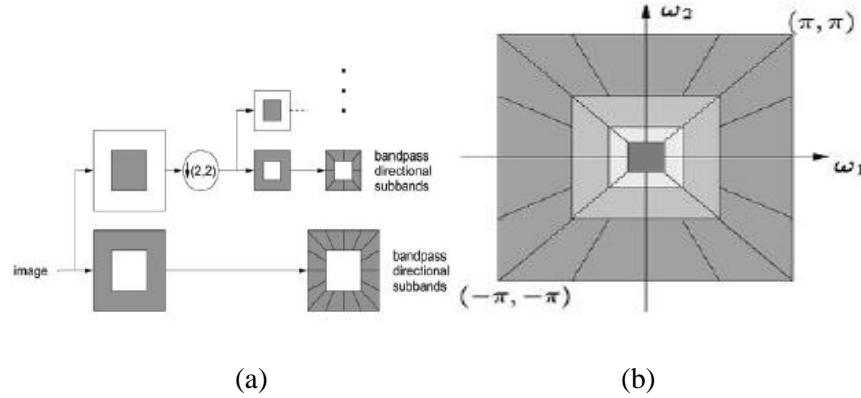 ω₂
(π, π)
bandpass
directional
subbands
↓(2,2)
ω₁
image
bandpass
directional
subbands
(−π, −π)
(a)
(b)